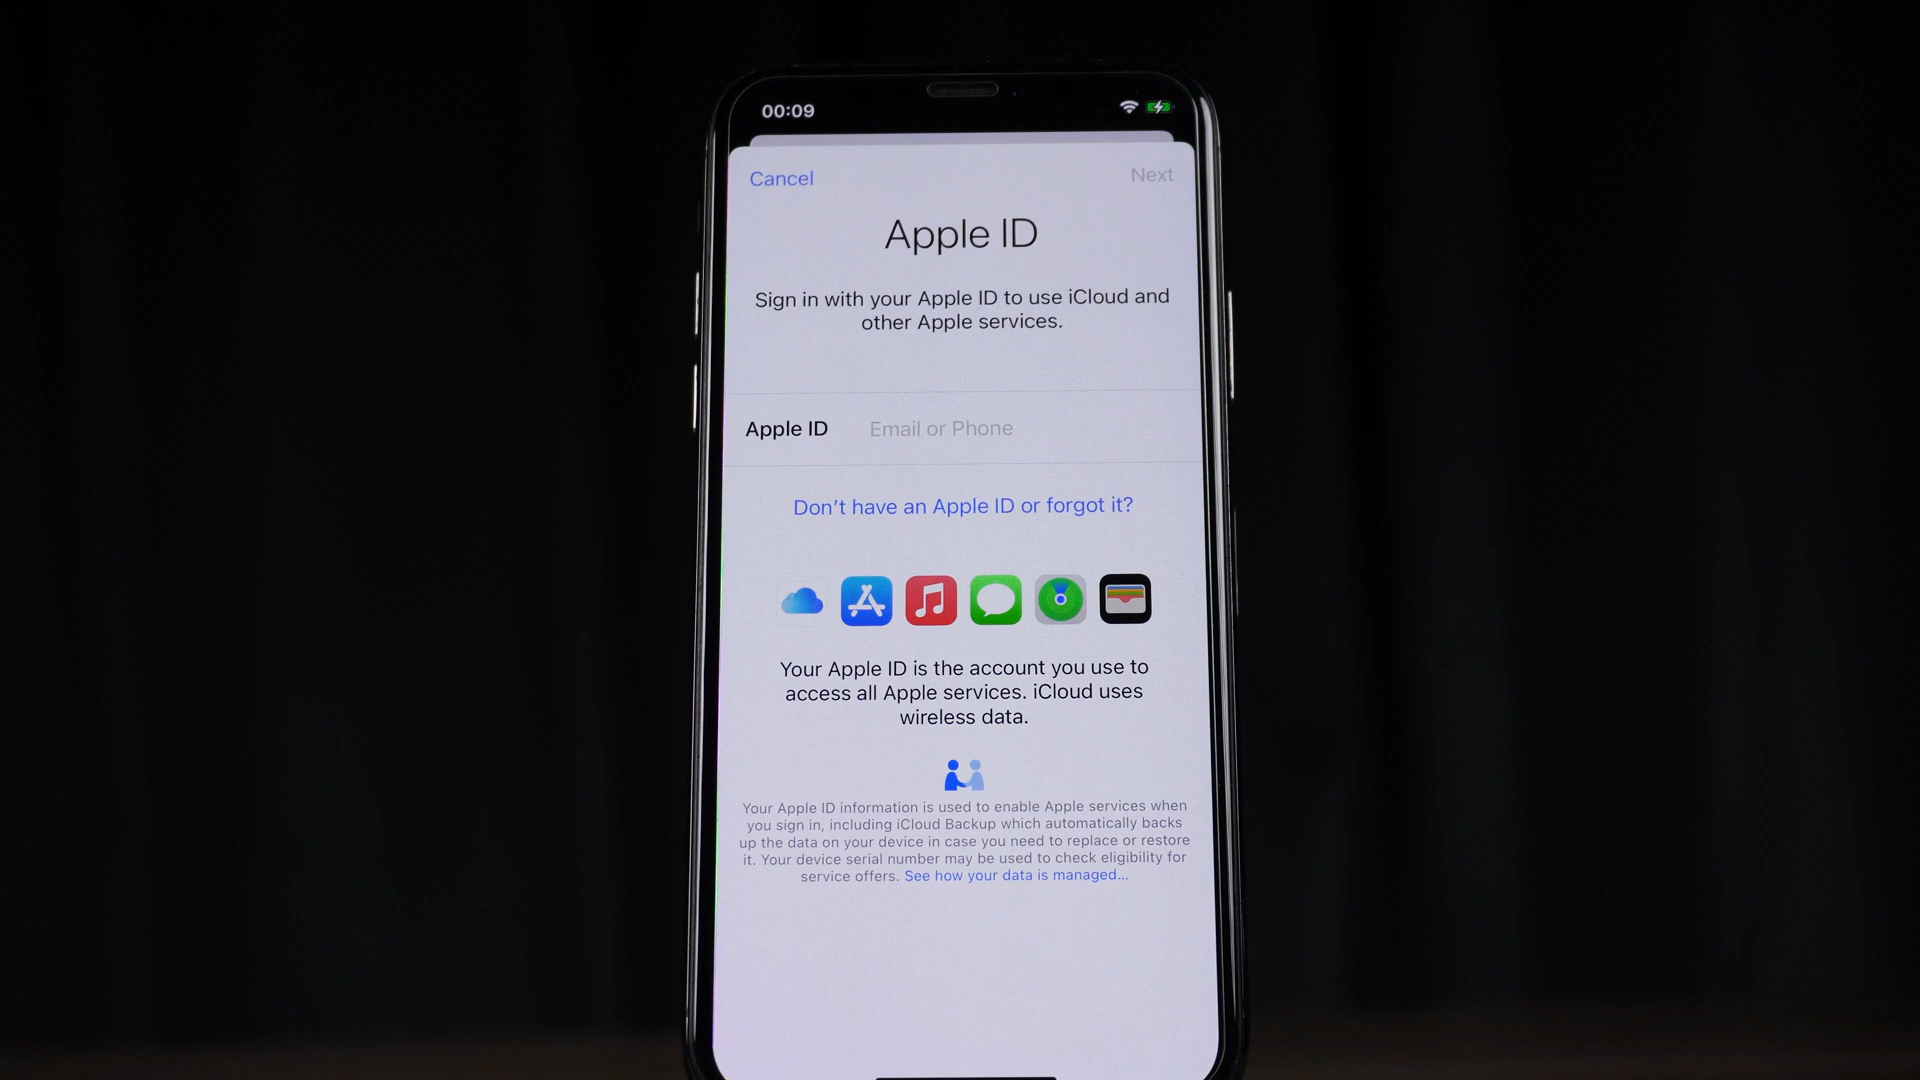 00:09
Cancel
Next
Apple ID
Sign in with your Apple ID to use iCloud and
other Apple services.
Apple ID Email or Phone
Don't have an Apple ID or forgot it?
Your Apple ID is the account you use to
access all Apple services. iCloud uses
wireless data.
Your Apple ID information is used to enable Apple services when
you sign in, including iCloud Backup which automatically backs
up the data on your device in case you need to replace or restore
it. Your device serial number may be used to check eligibility for
service offers. See how your data is managed...